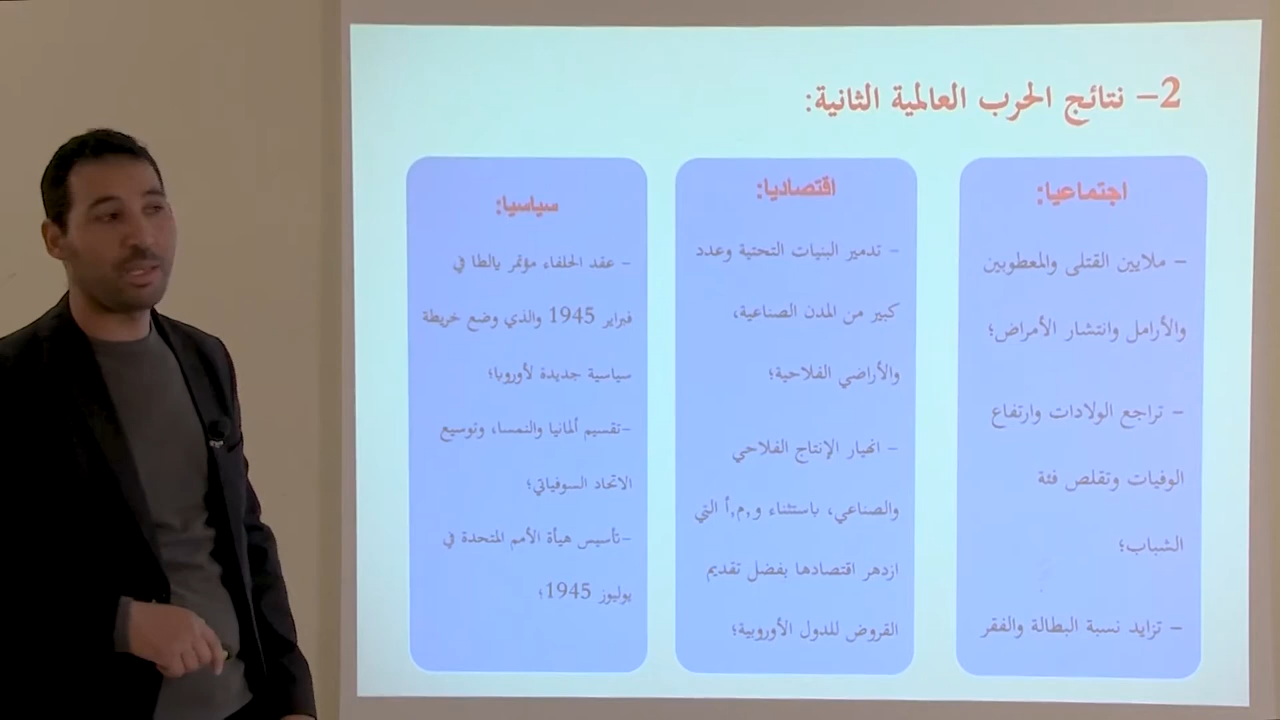 2- نتائج الحرب العالمية الثانية:
اجتماعيا:
- ملايين القتلى والمعطوبين
والأرامل وانتشار الأمراض؛
- تراجع الولادات وارتفاع
الوفيات وتقلص فئة
الشباب؛
- تزايد نسبة البطالة والفقر
اقتصاديا:
- تدمير البنيات التحتية وعدد
كبير من المدن الصناعية،
والأراضي الفلاحية؛
- انهيار الإنتاج الفلاحي
والصناعي، باستثناء و,م,أ التي
ازدهر اقتصادها بفضل تقديم
القروض للدول الأوروبية؛
سياسيا:
- عقد الحلفاء مؤتمر يالطا في
فبراير 1945 والذي وضع خريطة
سياسية جديدة لأوروبا؛
-تقسيم ألمانيا والنمسا، وتوسيع
الاتحاد السوفياتي؛
-تأسيس هيأة الأمم المتحدة في
يوليوز 1945؛